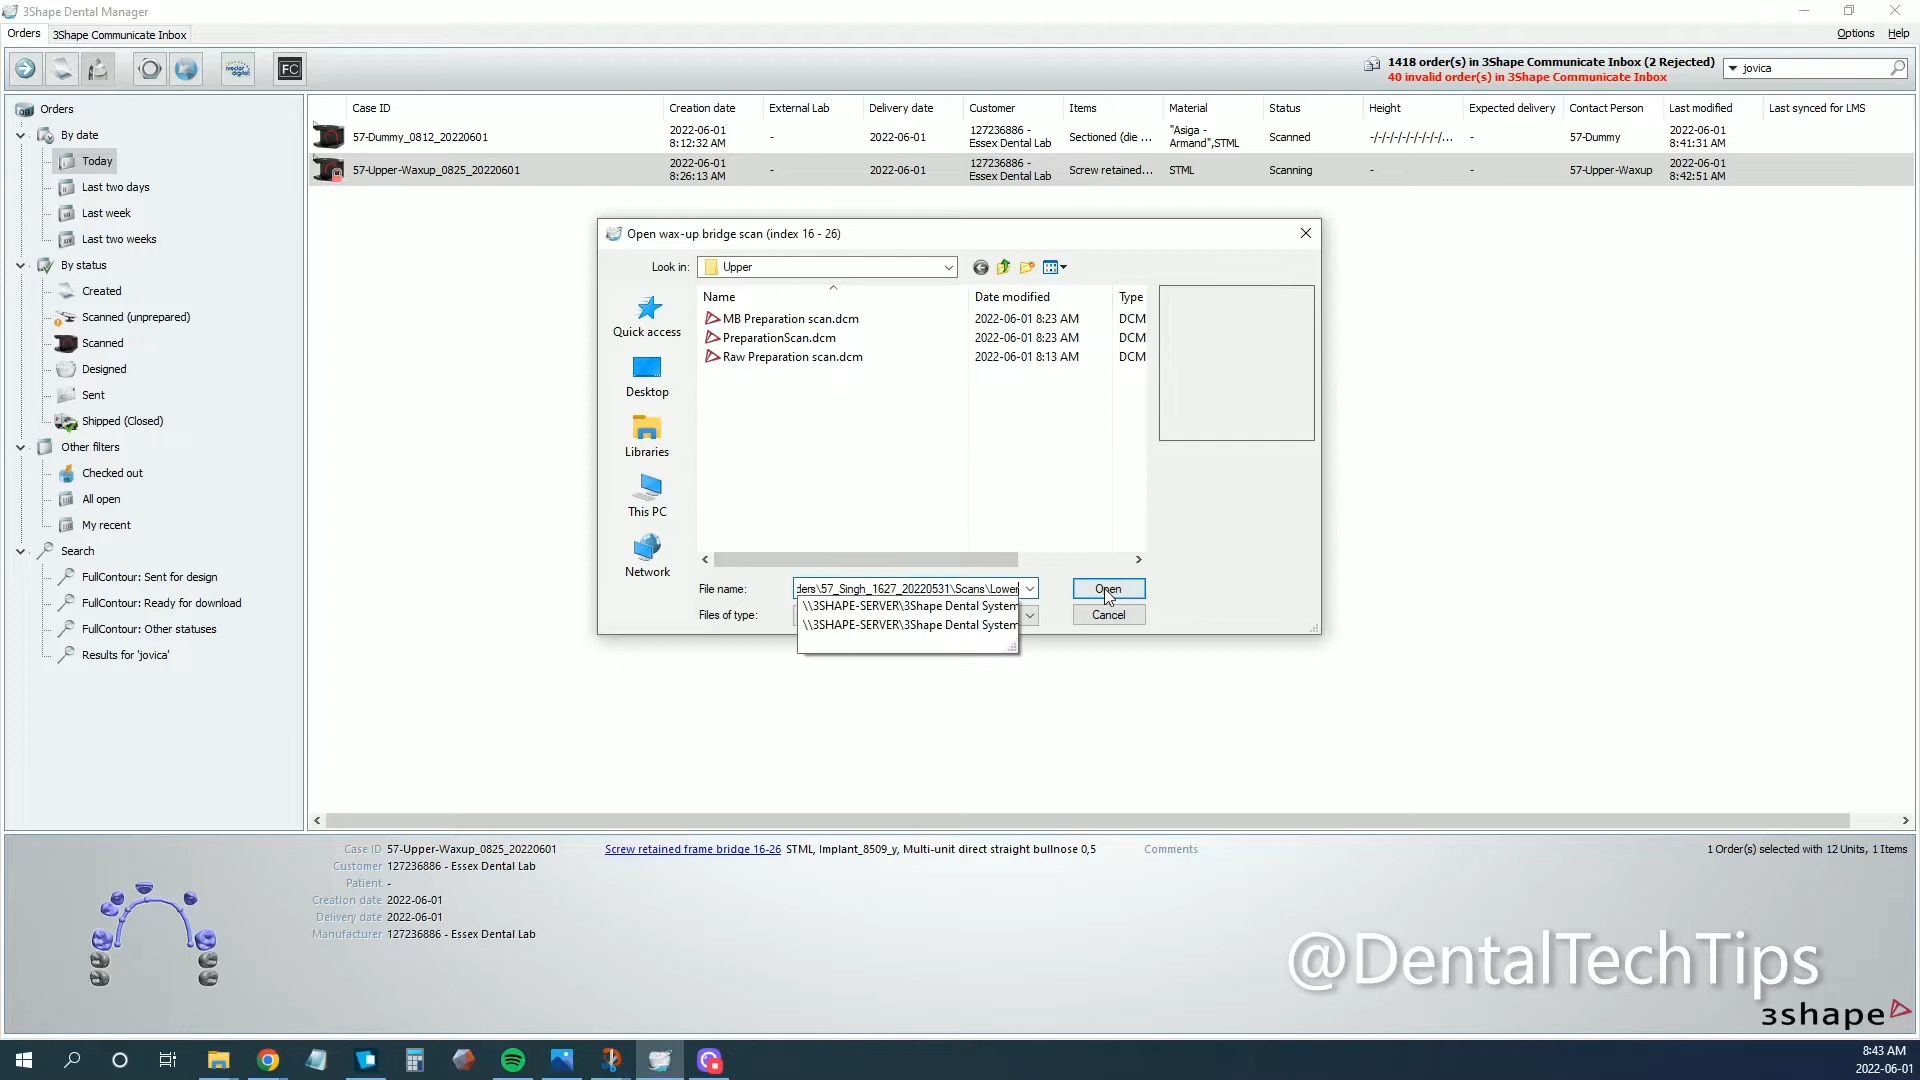 3Shape Dental Manager
Orders
3Shape Communicate Inbox
Options
Help
ivoclar digital
FC
1418 order(s) in 3Shape Communicate Inbox (2 Rejected)
40 invalid order(s) in 3Shape Communicate Inbox
jovica
Orders
By date
Today
Last two days
Last week
Last two weeks
By status
Created
Scanned (unprepared)
Scanned
Designed
Sent
Shipped (Closed)
Other filters
Checked out
All open
My recent
Search
FullContour: Sent for design
FullContour: Ready for download
FullContour: Other statuses
Results for 'jovica'
Case ID Creation date External Lab Delivery date Customer Items Material Status Height Expected delivery Contact Person Last modified Last synced for LMS
57-Dummy_0812_20220601 2022-06-01 8:12:32 AM - 2022-06-01 127236886 - Essex Dental Lab Sectioned (die ... "Asiga - Armand",STML Scanned -/-/-/-/-/-/-/-/... - 57-Dummy 2022-06-01 8:41:31 AM
57-Upper-Waxup_0825_20220601 2022-06-01 8:26:13 AM - 2022-06-01 127236886 - Essex Dental Lab Screw retained... STML Scanning - - 57-Upper-Waxup 2022-06-01 8:42:51 AM
Open wax-up bridge scan (index 16 - 26)
Look in: Upper
Quick access
Desktop
Libraries
This PC
Network
Name Date modified Type
MB Preparation scan.dcm 2022-06-01 8:23 AM DCM
PreparationScan.dcm 2022-06-01 8:23 AM DCM
Raw Preparation scan.dcm 2022-06-01 8:13 AM DCM
File name: ders\57_Singh_1627_20220531\Scans\Lower Open
\\3SHAPE-SERVER\3Shape Dental System
Files of type: Cancel
\\3SHAPE-SERVER\3Shape Dental System
Case ID 57-Upper-Waxup_0825_20220601
Customer 127236886 - Essex Dental Lab
Patient -
Creation date 2022-06-01
Delivery date 2022-06-01
Manufacturer 127236886 - Essex Dental Lab
Screw retained frame bridge 16-26 STML, Implant_8509_y, Multi-unit direct straight bullnose 0,5
Comments
1 Order(s) selected with 12 Units, 1 Items
@DentalTechTips
3shape
8:43 AM
2022-06-01